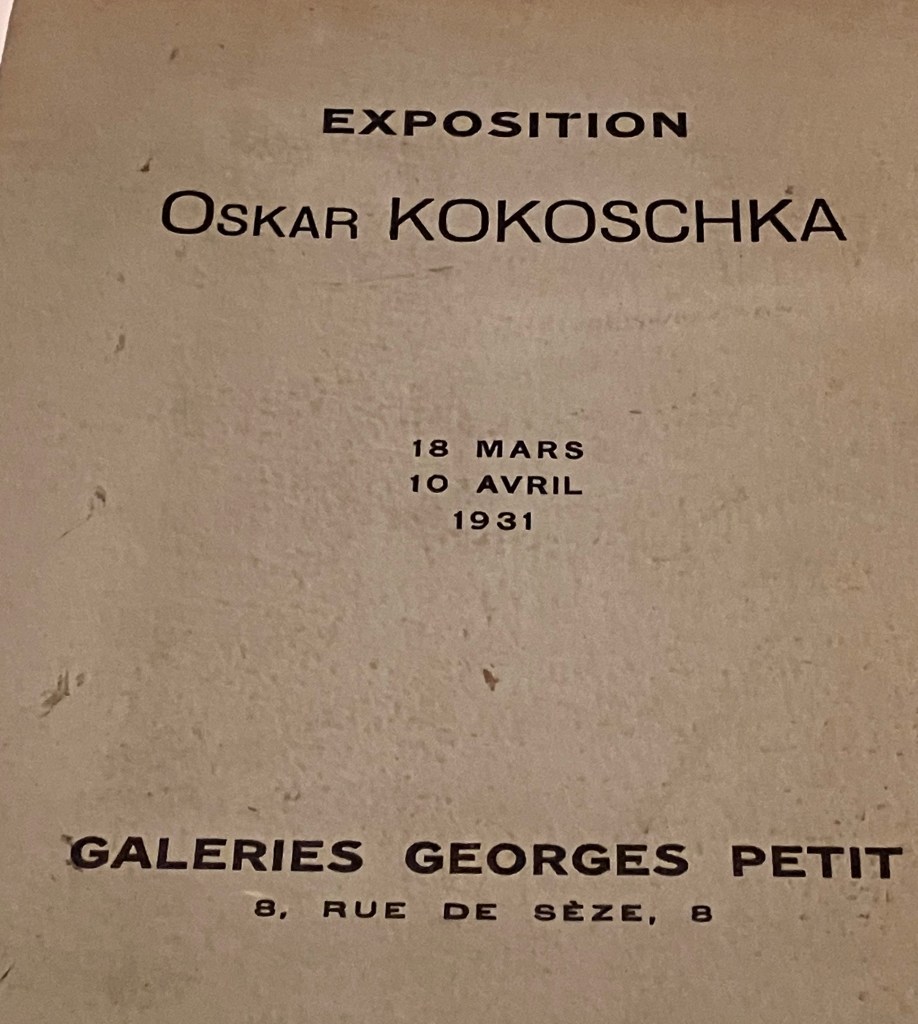 EXPOSITION
OSKAR KOKOSCHKA
18 MARS
10 AVRIL
1931
GALERIES GEORGES PETIT
8, RUE DE SÈZE, 8